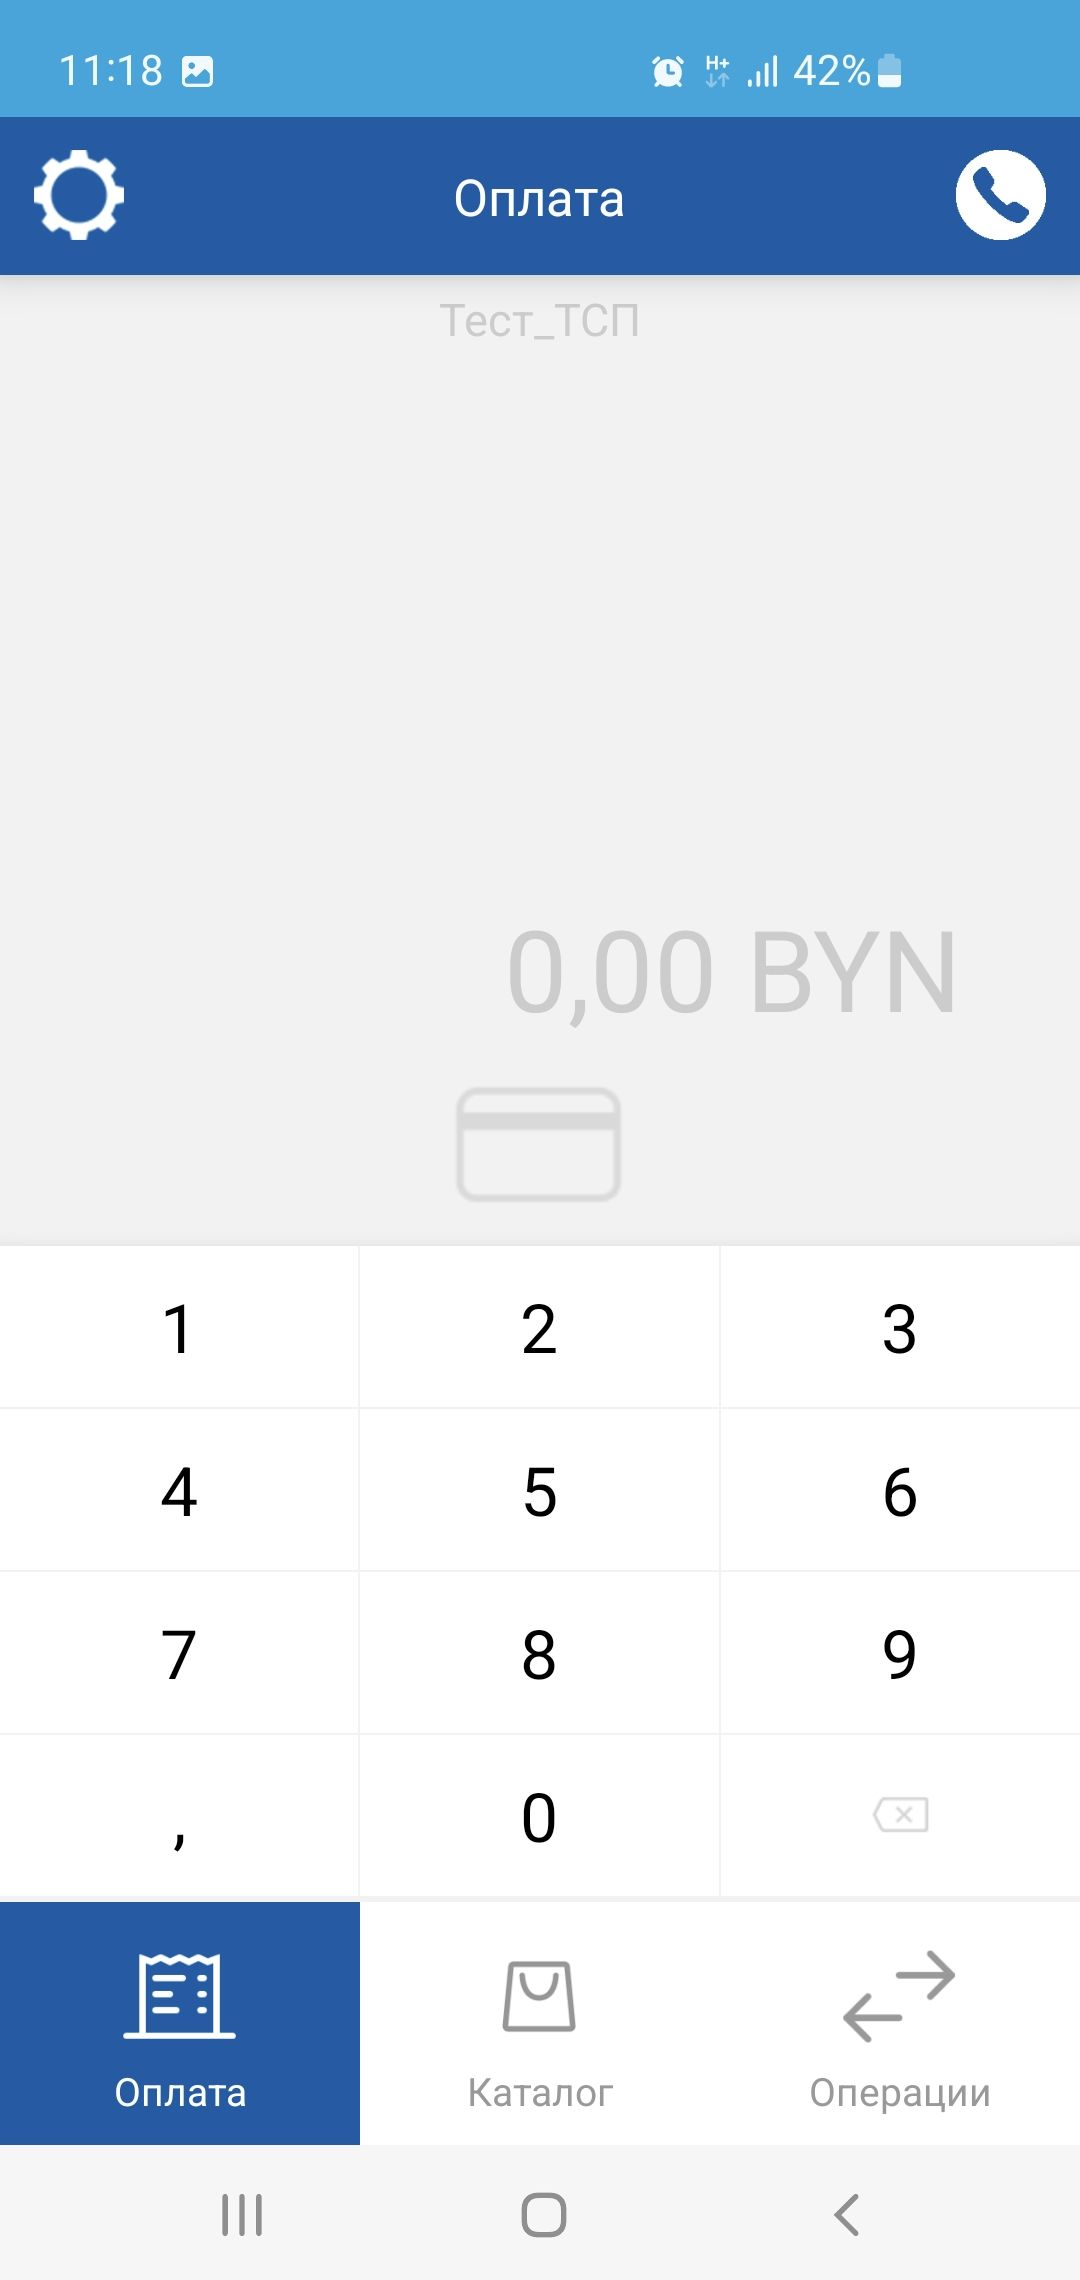 11:18 H+ 42%
Оплата
Тест_ТСП
0,00 BYN
1 2 3
4 5 6
7 8 9
, 0
Оплата Каталог Операции